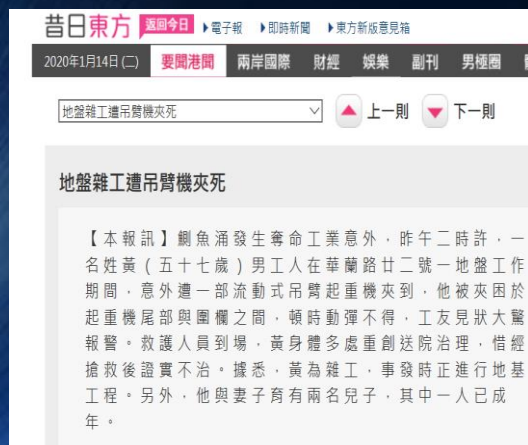 昔日東方 返回今日 ▶電子報 ▶即時新聞 ▶東方新版意見箱
2020年1月14日(二) 要聞港聞 兩岸國際 財經 娛樂 副刊 男極圈
地盤雜工遭吊臂機夾死 上一則 下一則
地盤雜工遭吊臂機夾死
【本報訊】鰂魚涌發生奪命工業意外，昨午二時許，一
名姓黃(五十七歲)男工人在華蘭路廿二號一地盤工作
期間，意外遭一部流動式吊臂起重機夾到，他被夾困於
起重機尾部與圍欄之間，頓時動彈不得，工友見狀大驚
報警。救護人員到場，黃身體多處重創送院治理，惜經
搶救後證實不治。據悉，黃為雜工，事發時正進行地基
工程。另外，他與妻子育有兩名兒子，其中一人已成
年。